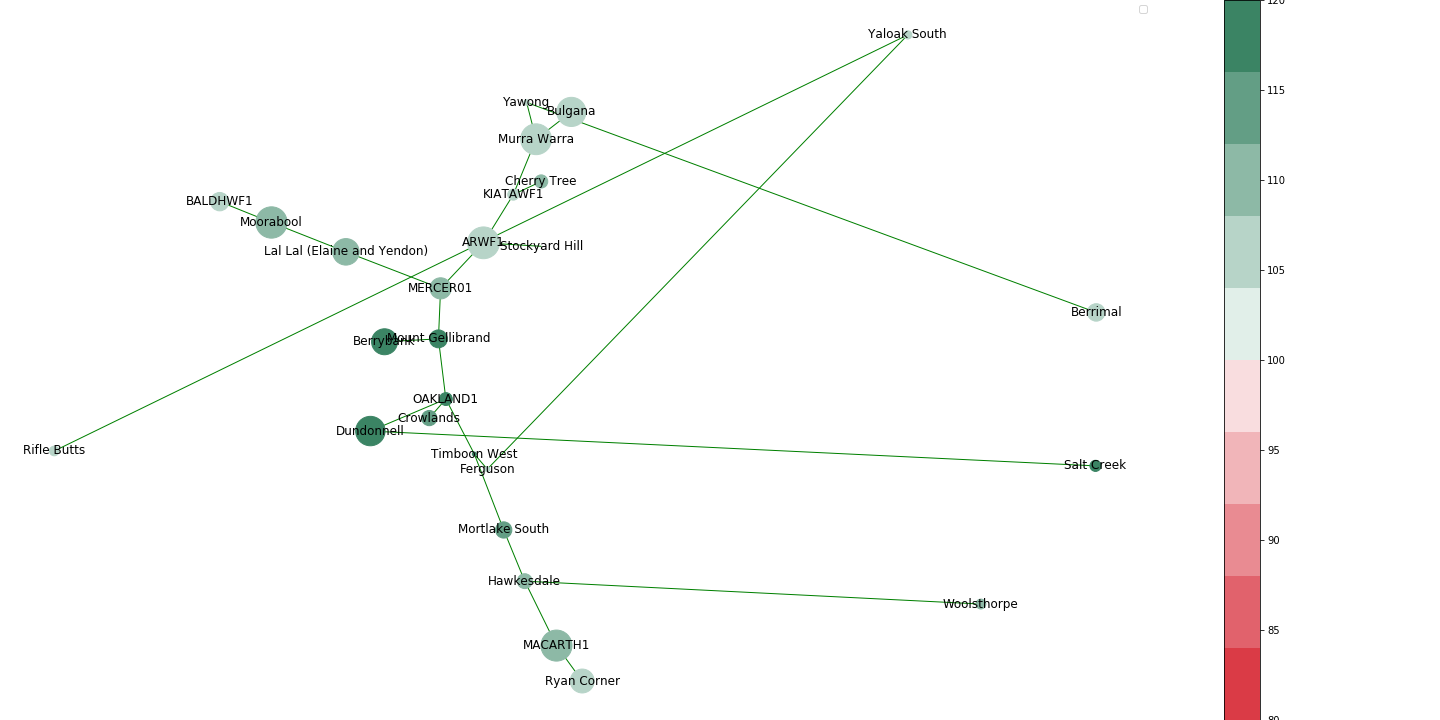 120
Yaloak South
115
Yawong
Bulgana
Murra Warra
110
Cherry Tree
KIATAWF1
BALDHWF1
105
Moorabool
ARWF1
Stockyard Hill
Lal Lal (Elaine and Yendon)
MERCER01
Berrimal
100
Mount Gellibrand
Berrybank
95
OAKLAND1
Crowlands
Dundonnell
Rifle Butts
Timboon West
Salt Creek
Ferguson
90
Mortlake South
Hawkesdale
Woolsthorpe
85
MACARTH1
Ryan Corner
80